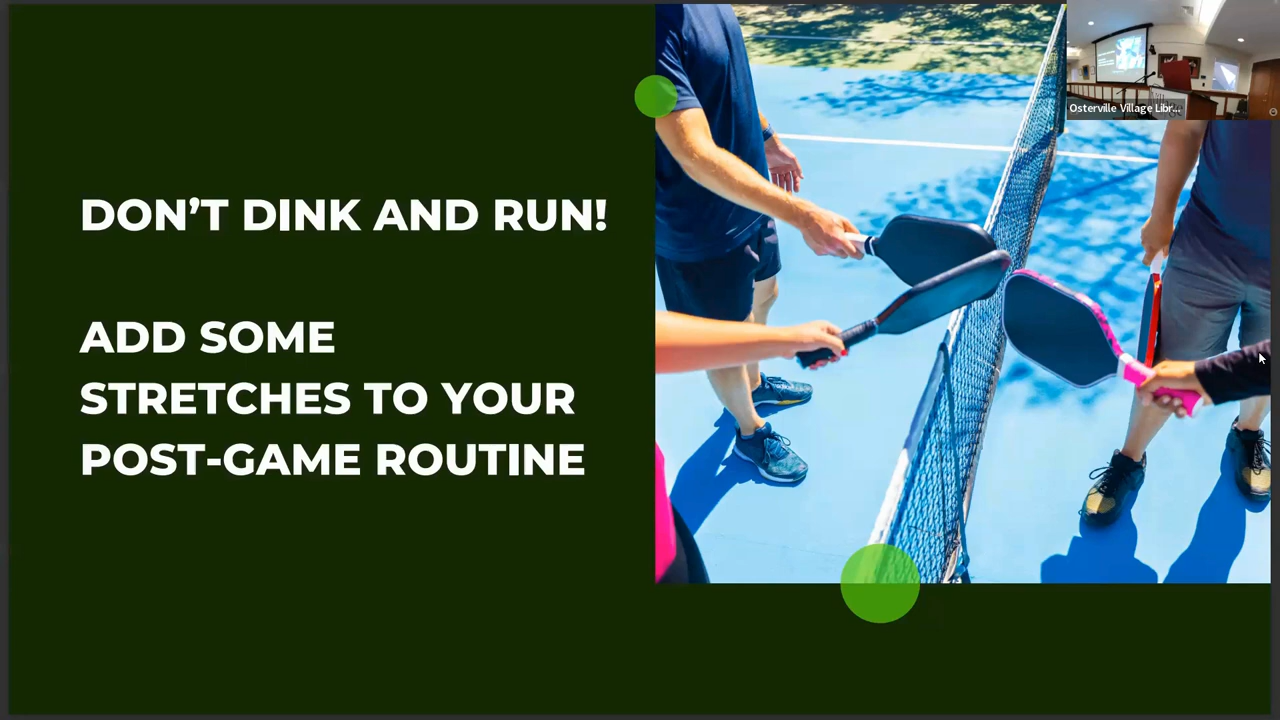 DON’T DINK AND RUN!
ADD SOME
STRETCHES TO YOUR
POST-GAME ROUTINE
Osterville Village Libr...